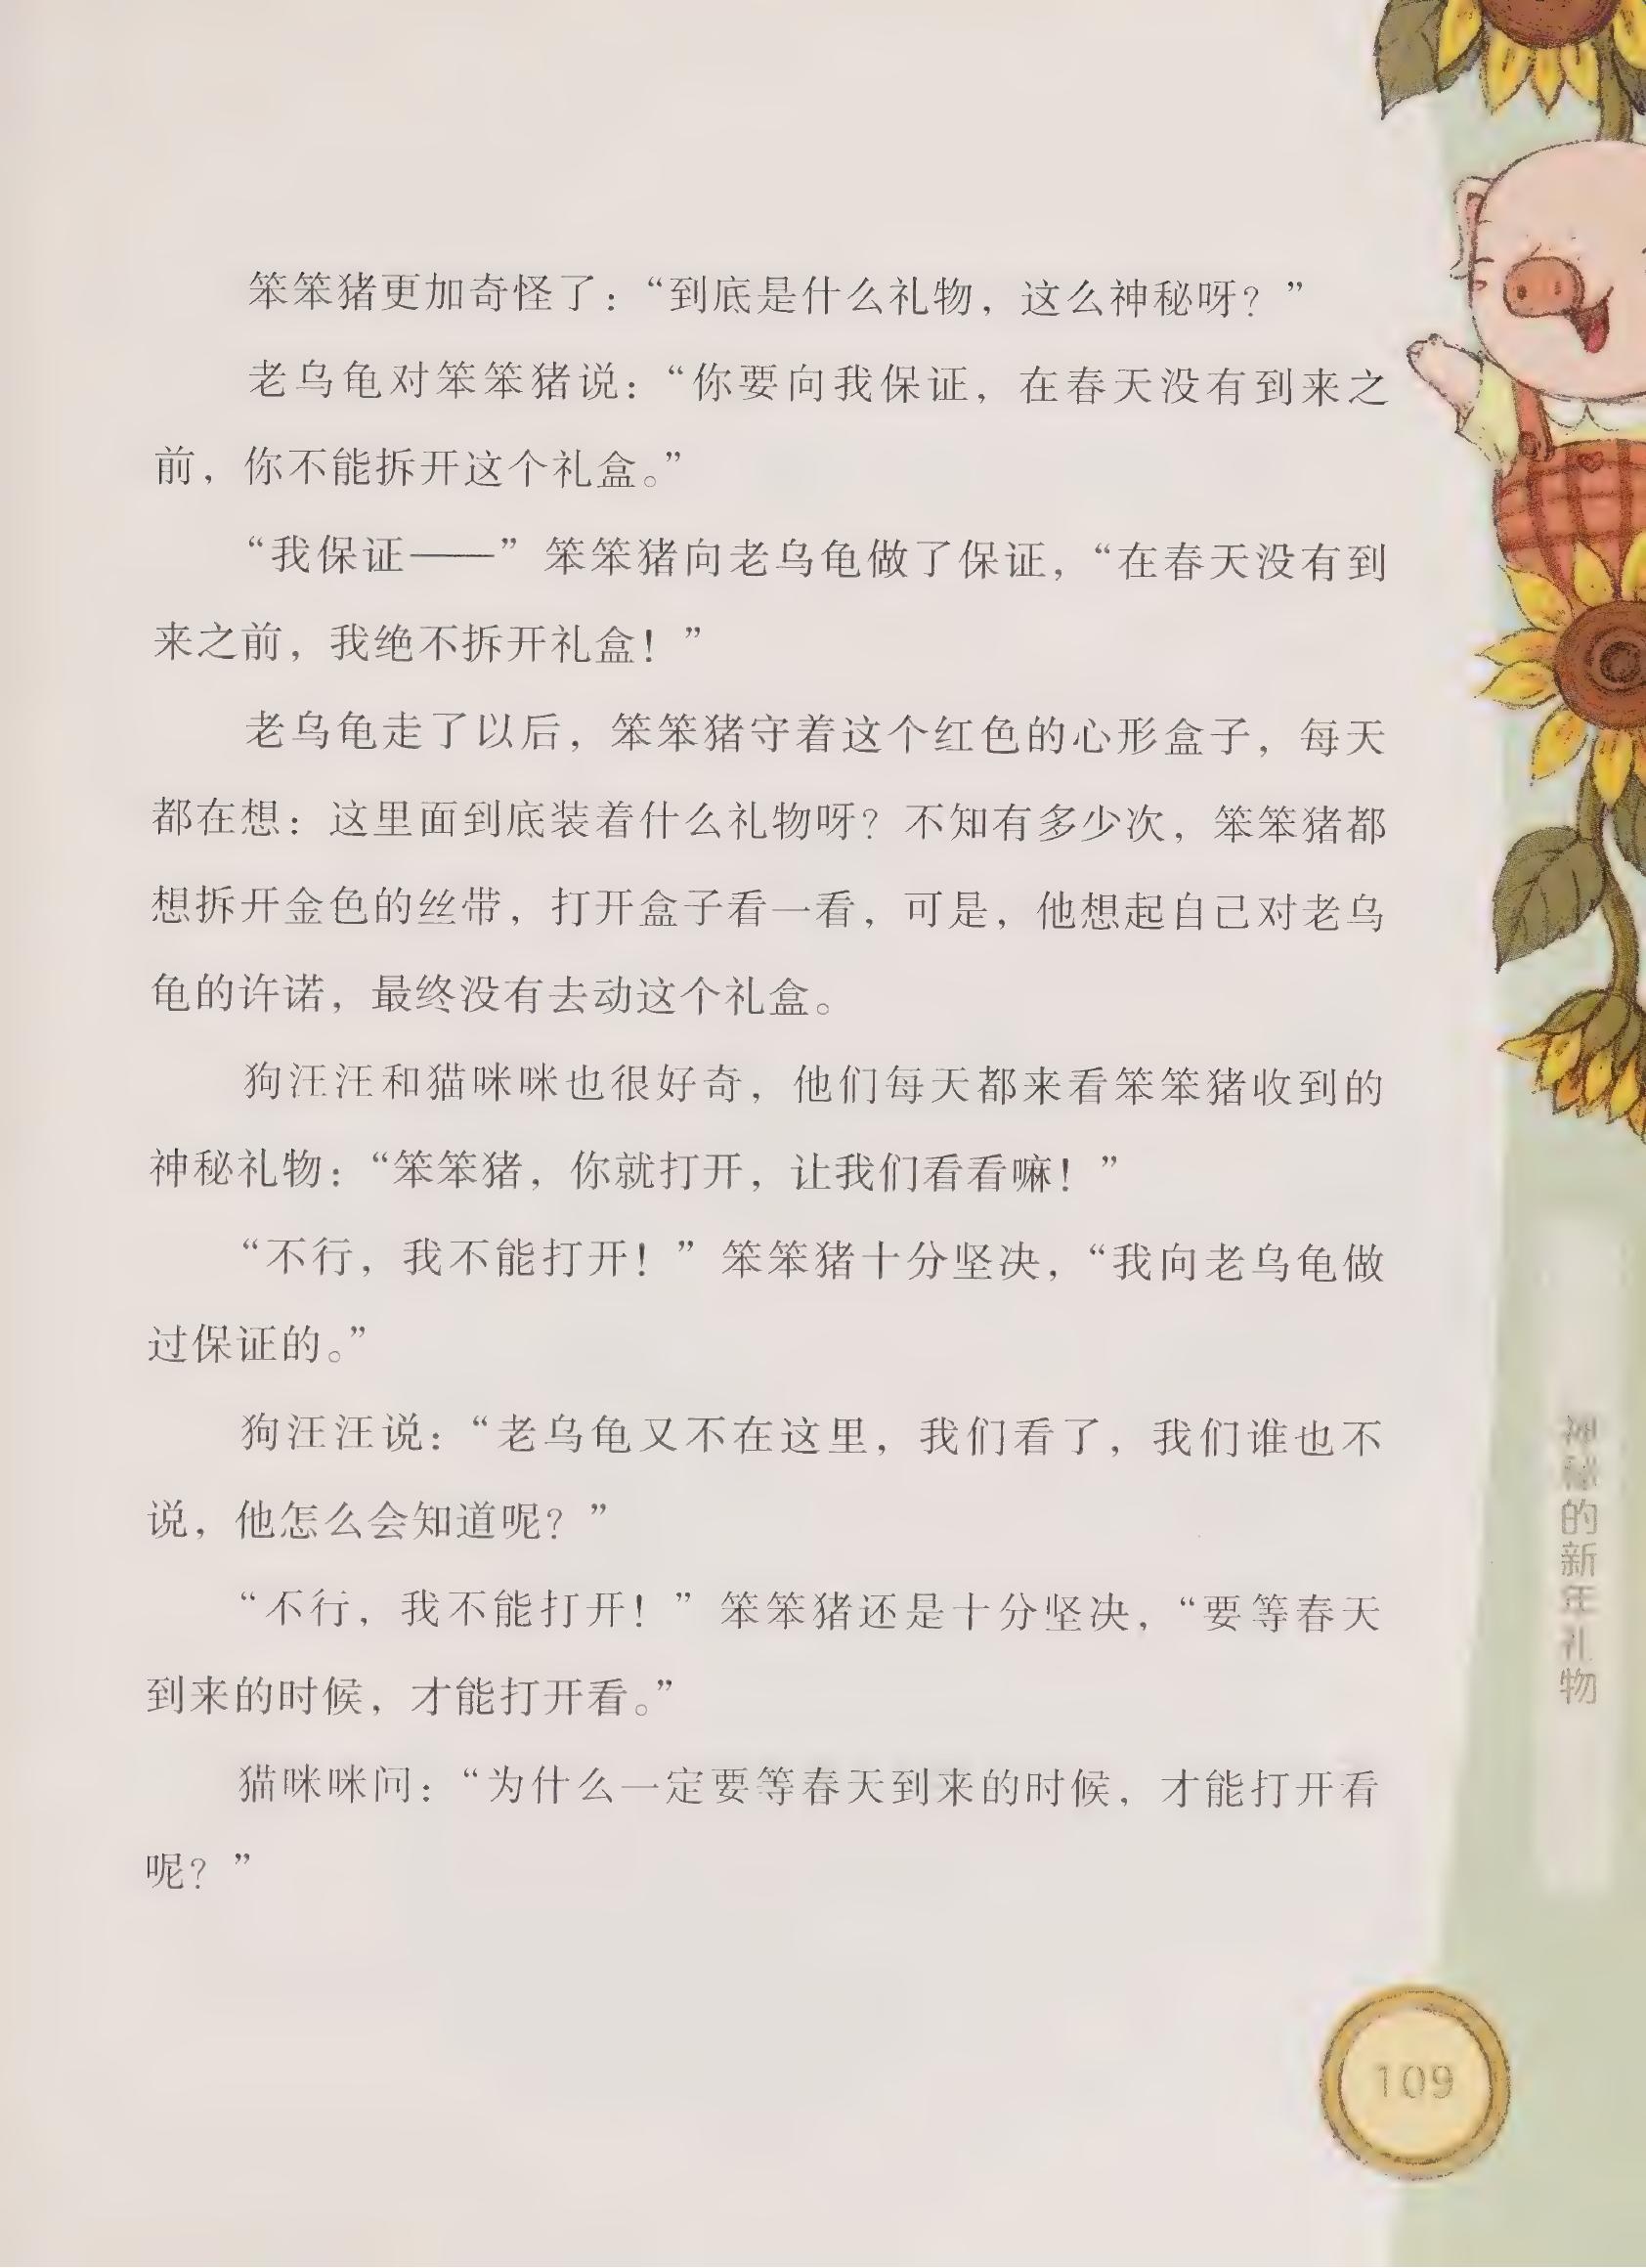 笨笨猪更加奇怪了：“到底是什么礼物，这么神秘呀？”
老乌龟对笨笨猪说：“你要向我保证，在春天没有到来之
前，你不能拆开这个礼盒。”
“我保证——”笨笨猪向老乌龟做了保证，“在春天没有到
来之前，我绝不拆开礼盒！”
老乌龟走了以后，笨笨猪守着这个红色的心形盒子，每天
都在想：这里面到底装着什么礼物呀？不知有多少次，笨笨猪都
想拆开金色的丝带，打开盒子看一看，可是，他想起自己对老乌
龟的许诺，最终没有去动这个礼盒。
狗汪汪和猫咪咪也很好奇，他们每天都来看笨笨猪收到的
神秘礼物：“笨笨猪，你就打开，让我们看看嘛！”
“不行，我不能打开！”笨笨猪十分坚决，“我向老乌龟做
过保证的。”
狗汪汪说：“老乌龟又不在这里，我们看了，我们谁也不
说，他怎么会知道呢？”
“不行，我不能打开！”笨笨猪还是十分坚决，“要等春天
到来的时候，才能打开看。”
猫咪咪问：“为什么一定要等春天到来的时候，才能打开看
呢？”
神秘的新年礼物
109